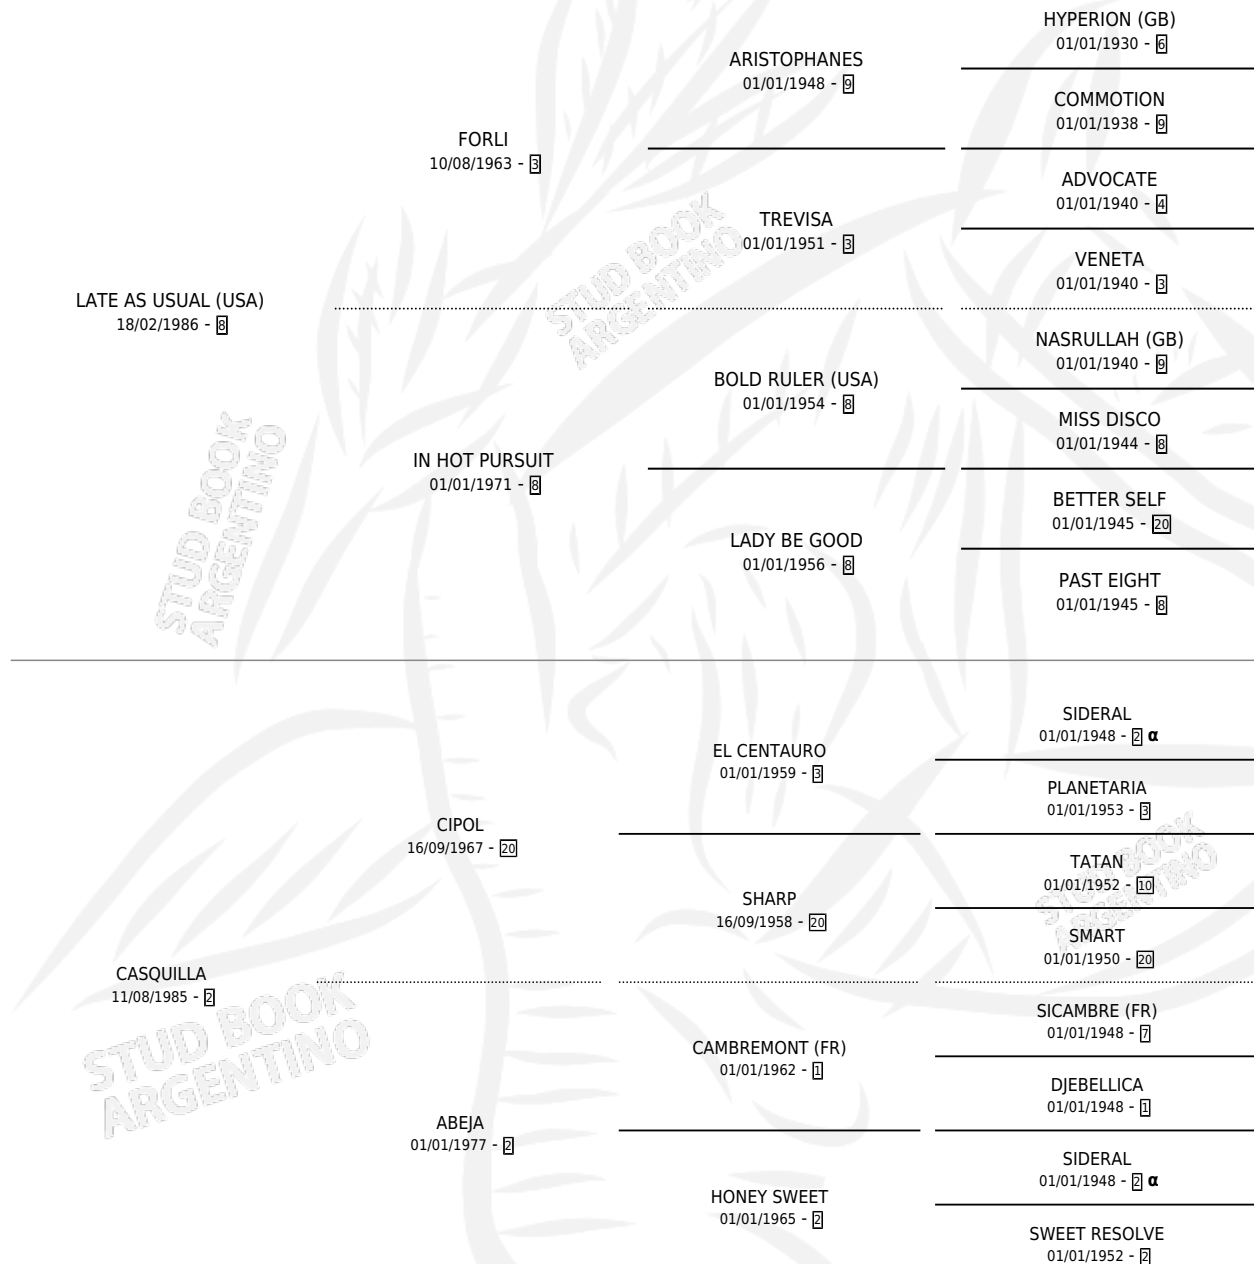 HYPERION (GB)
01/01/1930 - 6
ARISTOPHANES
01/01/1948 - 9
COMMOTION
01/01/1938 - 9
FORLI
10/08/1963 - 3
ADVOCATE
01/01/1940 - 4
TREVISA
01/01/1951 - 3
VENETA
01/01/1940 - 3
LATE AS USUAL (USA)
18/02/1986 - 8
NASRULLAH (GB)
01/01/1940 - 9
BOLD RULER (USA)
01/01/1954 - 8
MISS DISCO
01/01/1944 - 8
IN HOT PURSUIT
01/01/1971 - 8
BETTER SELF
01/01/1945 - 20
LADY BE GOOD
01/01/1956 - 8
PAST EIGHT
01/01/1945 - 8
SIDERAL
01/01/1948 - 2 α
EL CENTAURO
01/01/1959 - 3
PLANETARIA
01/01/1953 - 3
CIPOL
16/09/1967 - 20
TATAN
01/01/1952 - 10
SHARP
16/09/1958 - 20
SMART
01/01/1950 - 20
CASQUILLA
11/08/1985 - 2
SICAMBRE (FR)
01/01/1948 - 7
CAMBREMONT (FR)
01/01/1962 - 1
DJEBELLICA
01/01/1948 - 1
ABEJA
01/01/1977 - 2
SIDERAL
01/01/1948 - 2 α
HONEY SWEET
01/01/1965 - 2
SWEET RESOLVE
01/01/1952 - 2
STUD BOOK
ARGENTINO
STUD BOOK
ARGENTINO
STUD BOOK
ARGENTINO
STUD BOOK
ARGENTINO